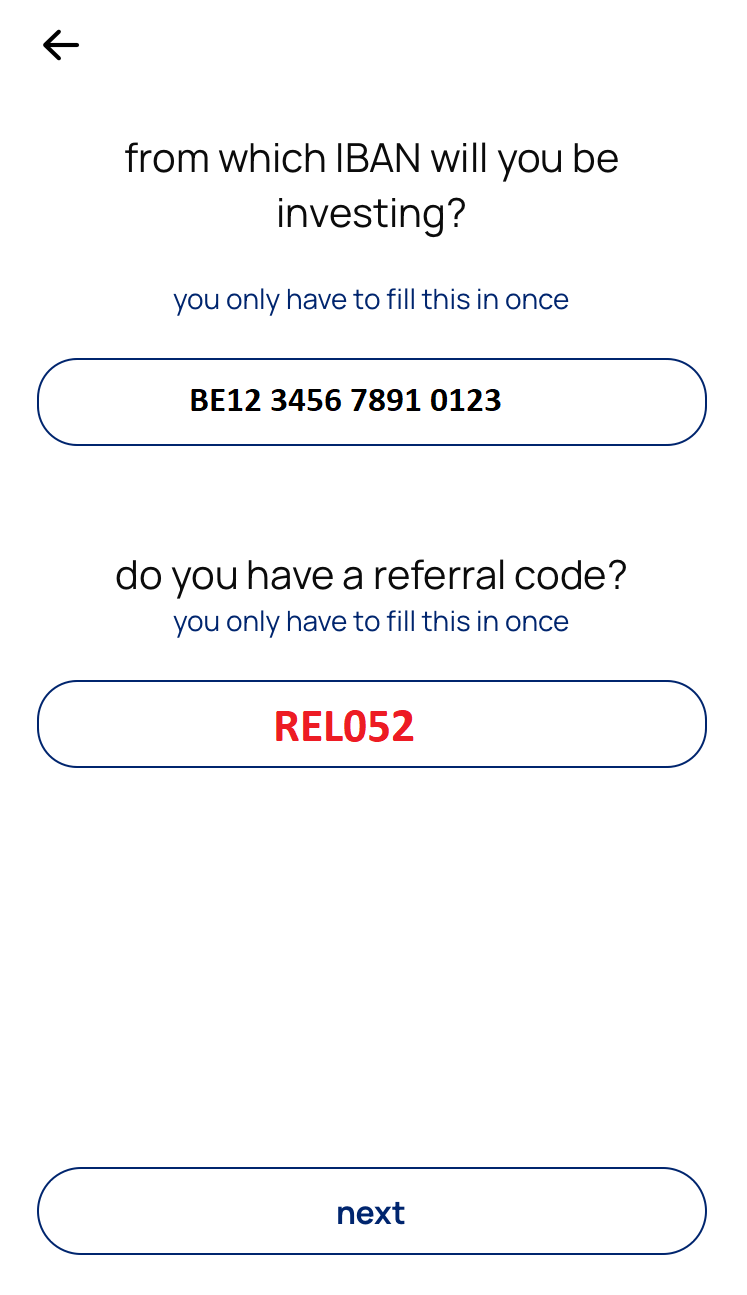 from which IBAN will you be
investing?
you only have to fill this in once
BE12 3456 7891 0123
do you have a referral code?
you only have to fill this in once
REL052
next